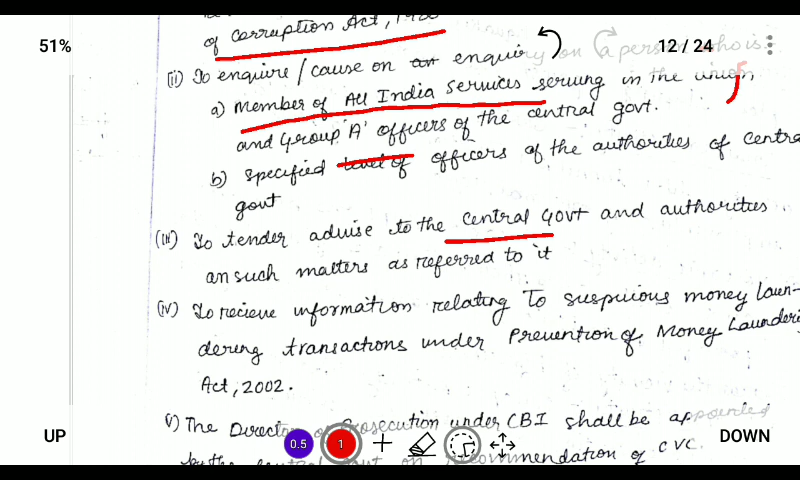 51%
12 / 24
of Corruption Act, 19
(ii) To enquire / cause on an enquiry on a person who is
a) Member of All India Services serving in the union,
and Group 'A' officers of the central govt.
b) Specified level of officers of the authorities of Centra
govt
(iii) To tender advise to the Central Govt and authorities.
an such matters as referred to it
(iv) To recieve information relating to suspicious money laun-
dering transactions under Prevention of Money Launderi
Act, 2002.
v) The Director of Prosecution under CBI shall be appointed
by the central Govt on recommendation of CVC.
UP
0.5
1
DOWN